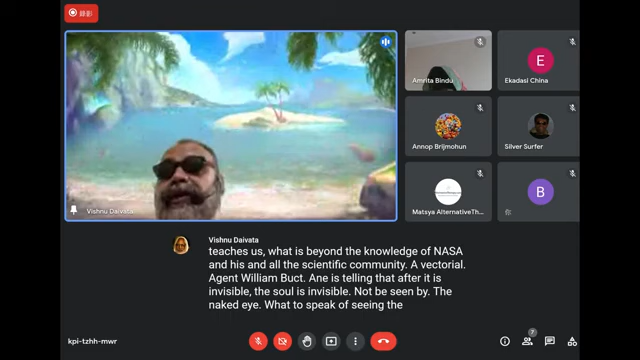 錄影
Vishnu Daivata
Amrita Bindu
E
Ekadasi China
Annop Brijmohun
Silver Surfer
Matsya AlternativeTh...
B
你
Vishnu Daivata
teaches us, what is beyond the knowledge of NASA
and his and all the scientific community. A vectorial.
Agent William Buct. Ane is telling that after it is
invisible, the soul is invisible. Not be seen by. The
naked eye. What to speak of seeing the
kpi-tzhh-mwr
7